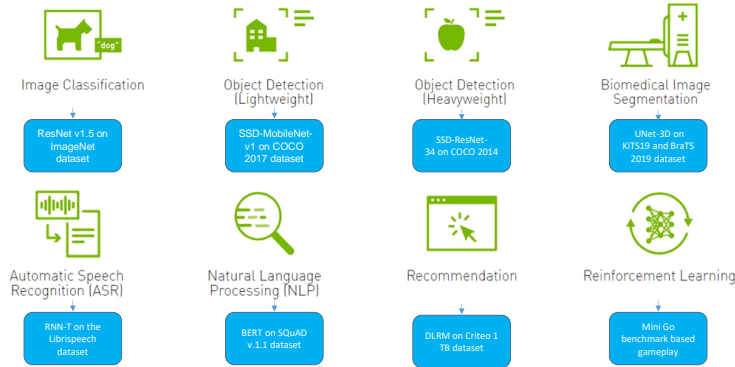 "dog"
Image Classification
Object Detection
(Lightweight)
Object Detection
(Heavyweight)
Biomedical Image
Segmentation
ResNet v1.5 on
ImageNet
dataset
SSD-MobileNet-
v1 on COCO
2017 dataset
SSD-ResNet-
34 on COCO 2014
UNet-3D on
KiTS19 and BraTS
2019 dataset
Automatic Speech
Recognition (ASR)
Natural Language
Processing (NLP)
Recommendation
Reinforcement Learning
RNN-T on the
Librispeech
dataset
BERT on SQuAD
v.1.1 dataset
DLRM on Criteo 1
TB dataset
Mini Go
benchmark based
gameplay